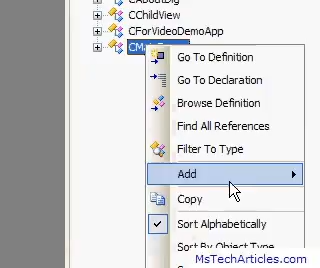 CChildView
CForVideoDemoApp
Go To Definition
Go To Declaration
Browse Definition
Find All References
Filter To Type
Add
Copy
Sort Alphabetically
Sort By Object Type
MsTechArticles.com